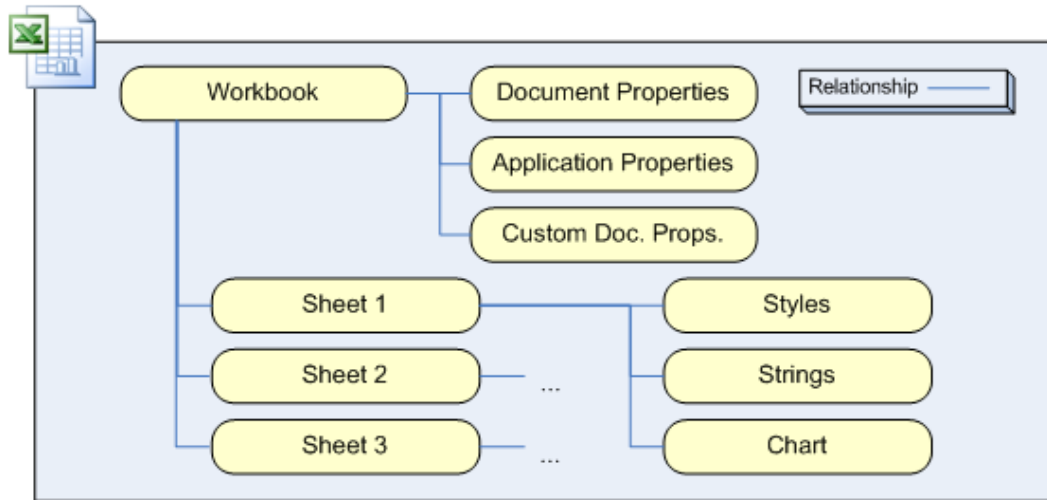 Workbook
Document Properties
Relationship
Application Properties
Custom Doc. Props.
Sheet 1
Styles
Sheet 2
...
Strings
Sheet 3
...
Chart